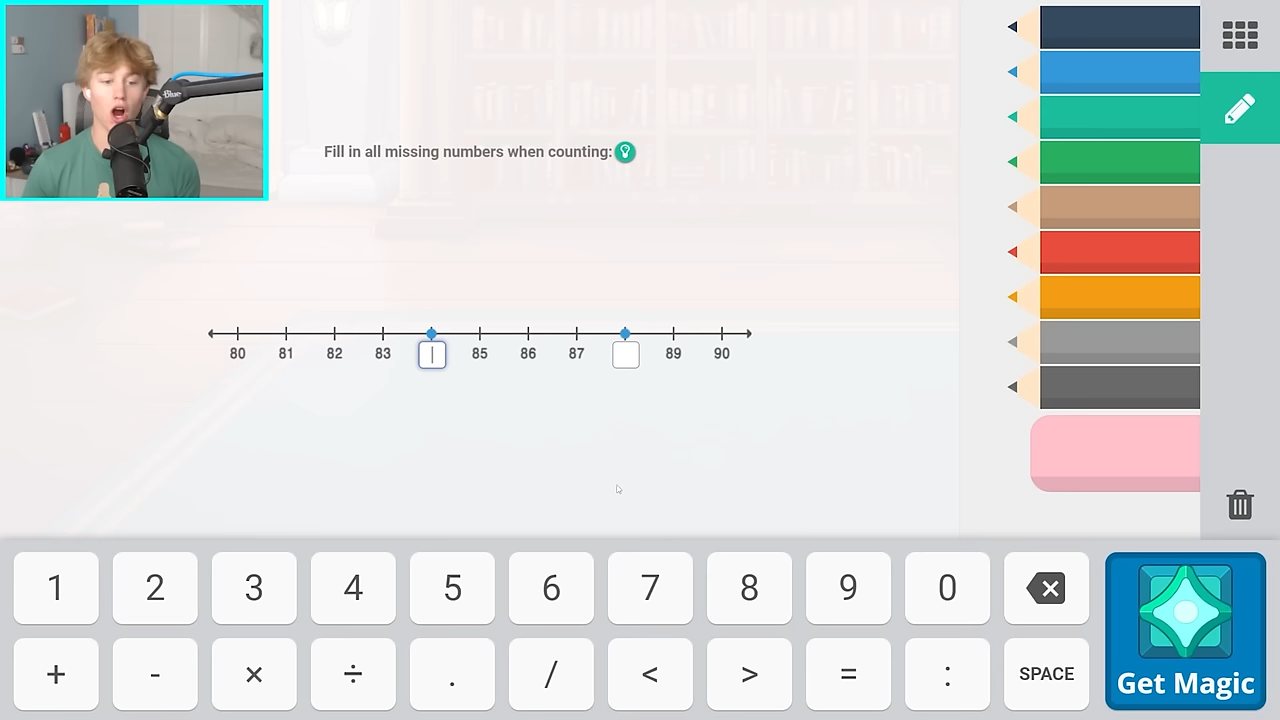 Blue
Fill in all missing numbers when counting:
80 81 82 83 85 86 87 89 90
1 2 3 4 5 6 7 8 9 0
+ - × ÷ . / < > = : SPACE
Get Magic